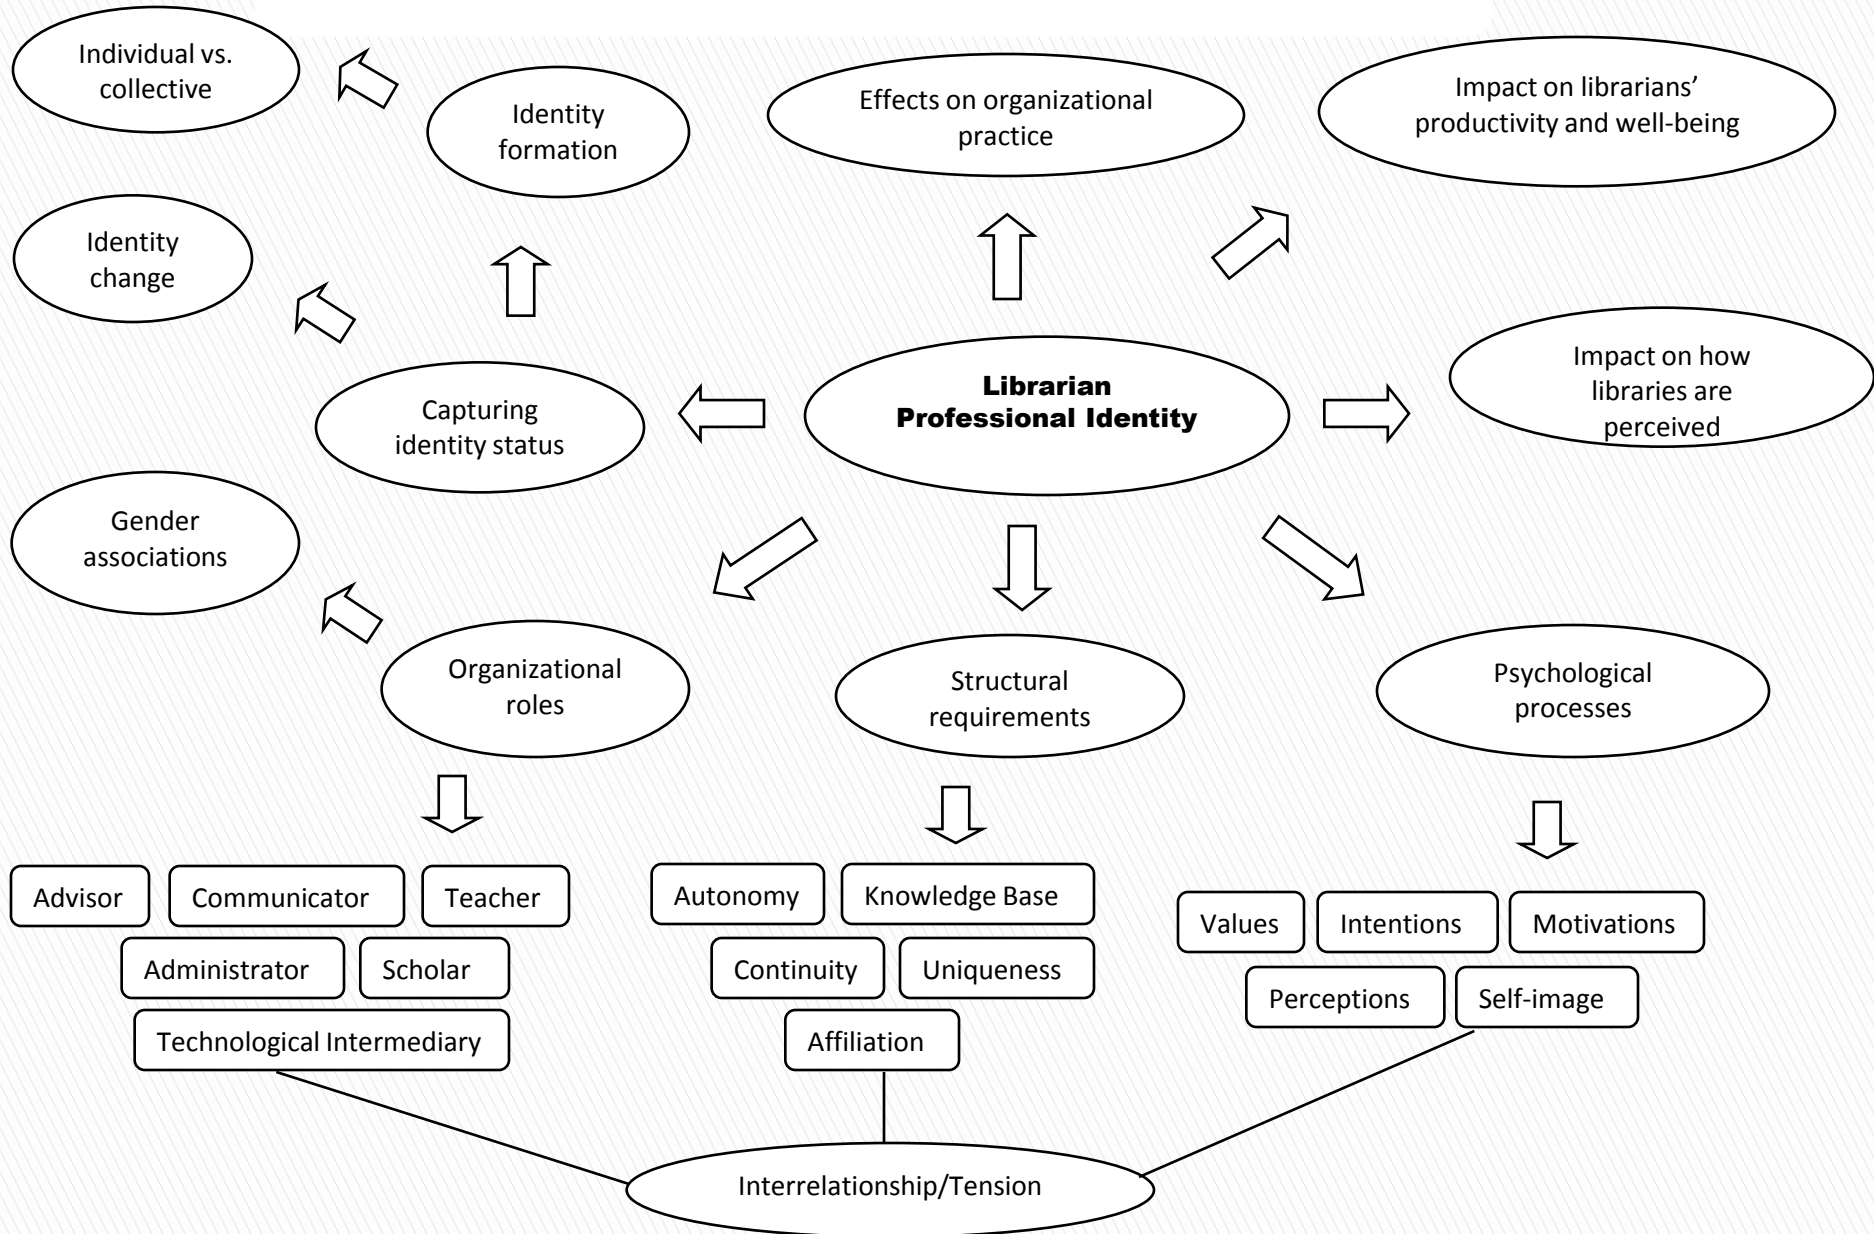 Individual vs.
collective
Identity
formation
Effects on organizational
practice
Impact on librarians’
productivity and well-being
Identity
change
Capturing
identity status
Librarian
Professional Identity
Impact on how
libraries are
perceived
Gender
associations
Organizational
roles
Structural
requirements
Psychological
processes
Advisor
Communicator
Teacher
Administrator
Scholar
Technological Intermediary
Autonomy
Knowledge Base
Continuity
Uniqueness
Affiliation
Values
Intentions
Motivations
Perceptions
Self-image
Interrelationship/Tension